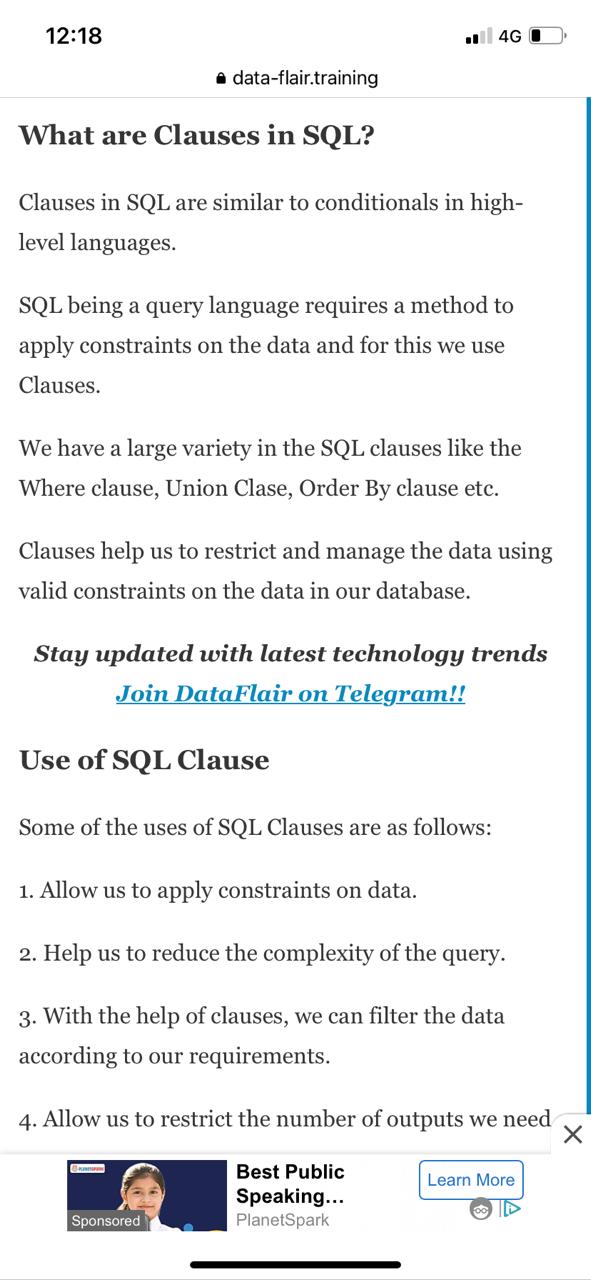 12:18
4G
data-flair.training
What are Clauses in SQL?
Clauses in SQL are similar to conditionals in high-
level languages.
SQL being a query language requires a method to
apply constraints on the data and for this we use
Clauses.
We have a large variety in the SQL clauses like the
Where clause, Union Clase, Order By clause etc.
Clauses help us to restrict and manage the data using
valid constraints on the data in our database.
Stay updated with latest technology trends
Join DataFlair on Telegram!!
Use of SQL Clause
Some of the uses of SQL Clauses are as follows:
1. Allow us to apply constraints on data.
2. Help us to reduce the complexity of the query.
3. With the help of clauses, we can filter the data
according to our requirements.
4. Allow us to restrict the number of outputs we need
PLANETSPARK
Sponsored
Best Public
Speaking...
PlanetSpark
Learn More